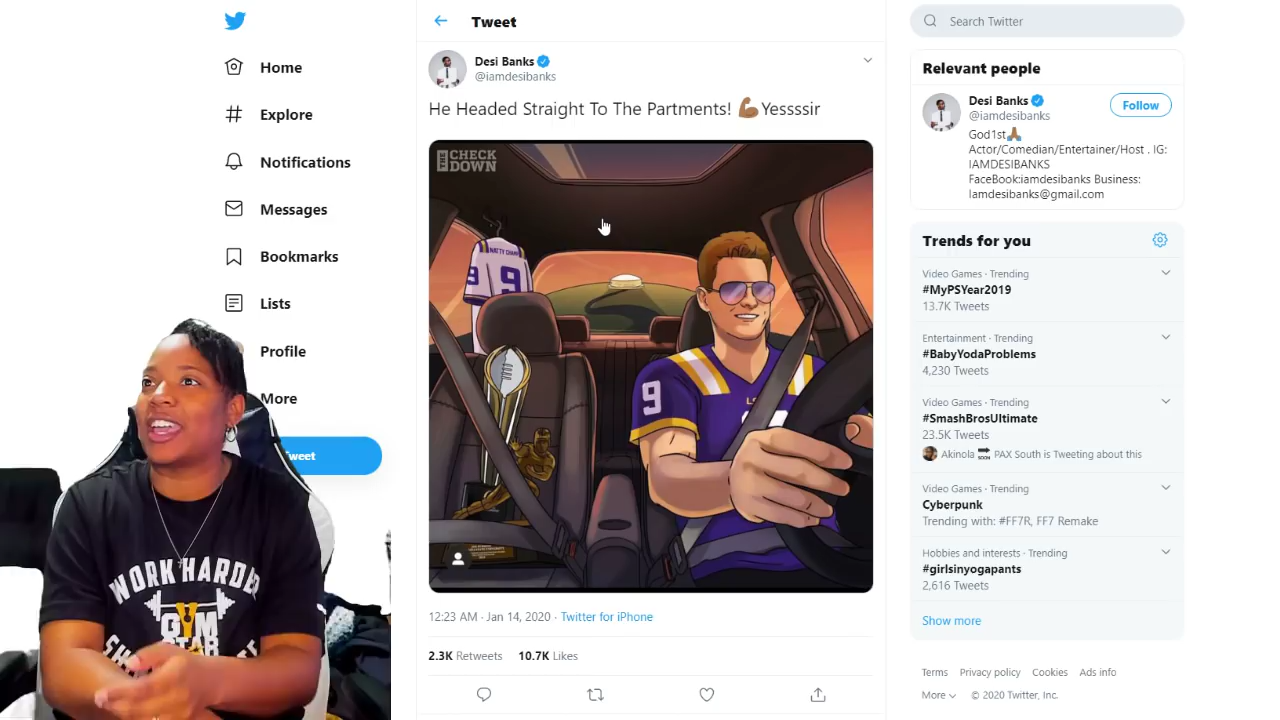 Home
Explore
Notifications
Messages
Bookmarks
Lists
Profile
More
Tweet
WORK HARDER
GYM
STAR
Tweet
Desi Banks
@iamdesibanks
He Headed Straight To The Partments! 💪🏾Yessssir
THE CHECK DOWN
NATTY CHAMP
9
9
9
12:23 AM · Jan 14, 2020 · Twitter for iPhone
2.3K Retweets 10.7K Likes
Search Twitter
Relevant people
Desi Banks
@iamdesibanks
Follow
God1st🙏🏾
Actor/Comedian/Entertainer/Host . IG:
IAMDESIBANKS
FaceBook:iamdesibanks Business:
Iamdesibanks@gmail.com
Trends for you
Video Games · Trending
#MyPSYear2019
13.7K Tweets
Entertainment · Trending
#BabyYodaProblems
4,230 Tweets
Video Games · Trending
#SmashBrosUltimate
23.5K Tweets
Akinola ➡ PAX South is Tweeting about this
Video Games · Trending
Cyberpunk
Trending with: #FF7R, FF7 Remake
Hobbies and interests · Trending
#girlsinyogapants
2,616 Tweets
Show more
Terms Privacy policy Cookies Ads info
More © 2020 Twitter, Inc.